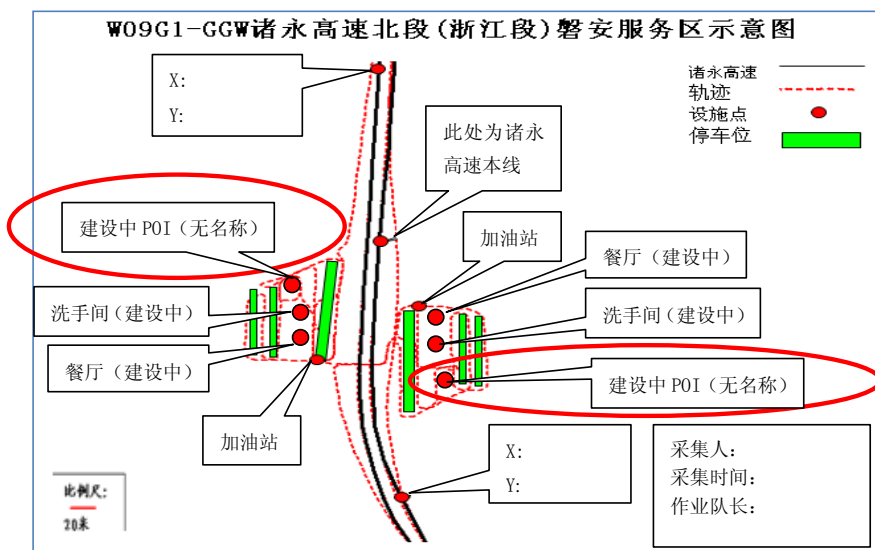 W09G1-GGW诸永高速北段(浙江段)磐安服务区示意图
X:
Y:
诸永高速
轨迹
设施点
停车位
此处为诸永
高速本线
建设中 POI（无名称）
加油站
餐厅（建设中）
洗手间（建设中）
洗手间（建设中）
餐厅（建设中）
建设中 POI（无名称）
加油站
X:
Y:
采集人:
采集时间:
作业队长:
比例尺:
20米